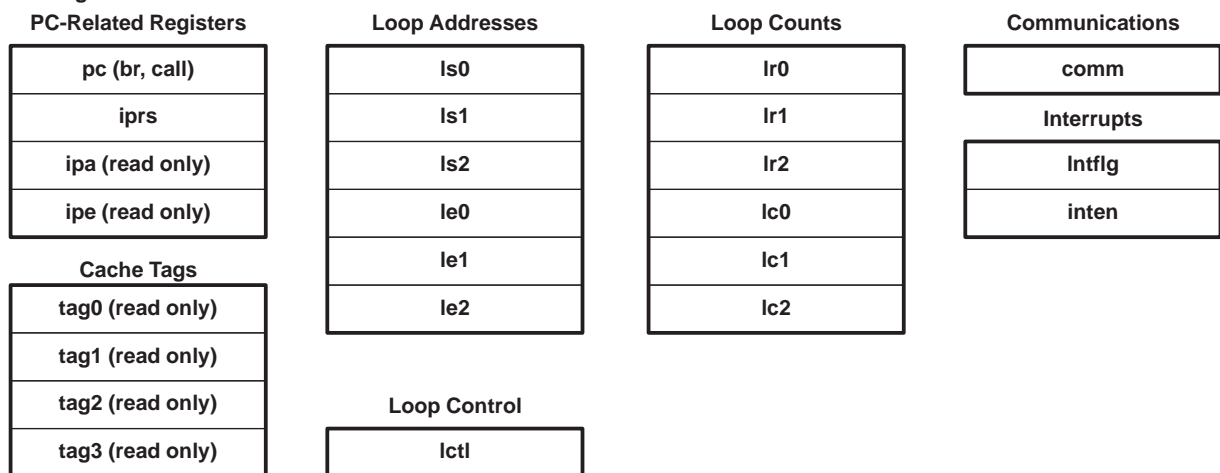 PC-Related Registers
pc (br, call)
iprs
ipa (read only)
ipe (read only)
Cache Tags
tag0 (read only)
tag1 (read only)
tag2 (read only)
tag3 (read only)
Loop Addresses
ls0
ls1
ls2
le0
le1
le2
Loop Control
lctl
Loop Counts
lr0
lr1
lr2
lc0
lc1
lc2
Communications
comm
Interrupts
Intflg
inten